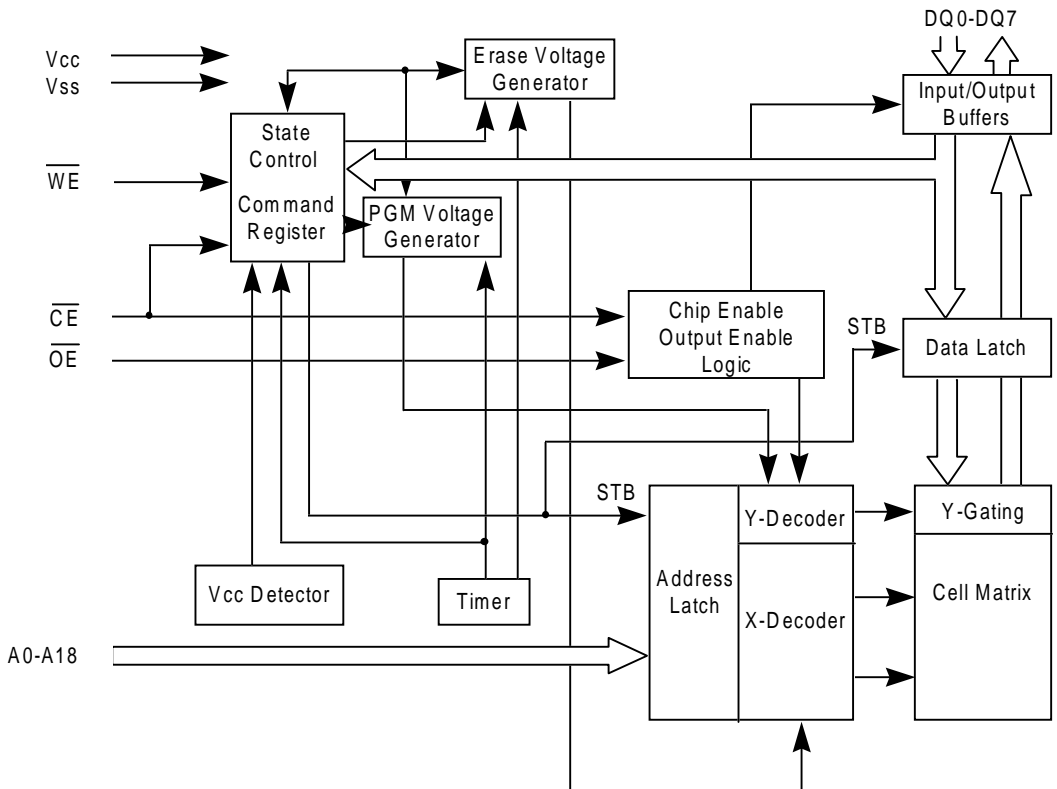 DQ0-DQ7
Vcc
Vss
Erase Voltage
Generator
Input/Output
Buffers
State
Control
Command
Register
WE
PGM Voltage
Generator
CE
OE
Chip Enable
Output Enable
Logic
STB
Data Latch
STB
Y-Decoder
Y-Gating
Vcc Detector
Timer
Address
Latch
X-Decoder
Cell Matrix
A0-A18